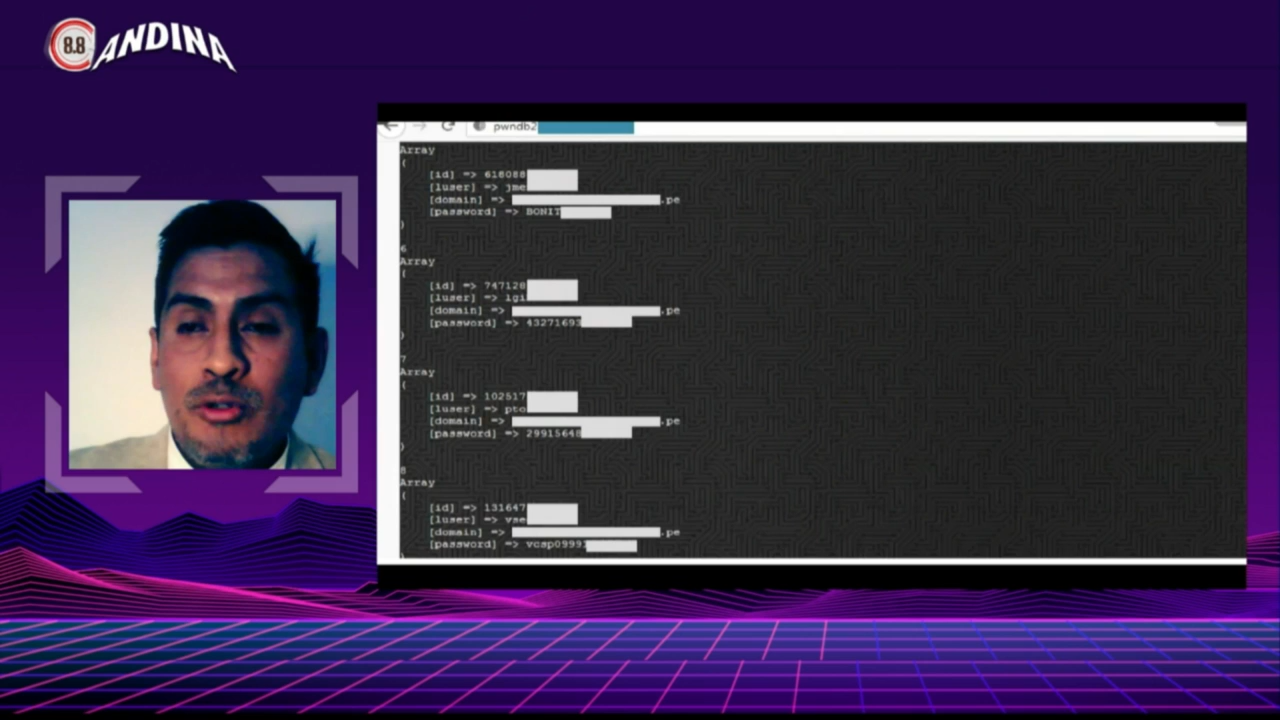 8.8 ANDINA
pwndb2
Array
(
[id] => 618088
[luser] => jme
[domain] => .pe
[password] => BONIT
)
6
Array
(
[id] => 747128
[luser] => lgi
[domain] => .pe
[password] => 43271693
)
7
Array
(
[id] => 102517
[luser] => pto
[domain] => .pe
[password] => 29915648
)
8
Array
(
[id] => 131647
[luser] => vse
[domain] => .pe
[password] => vcsp0999